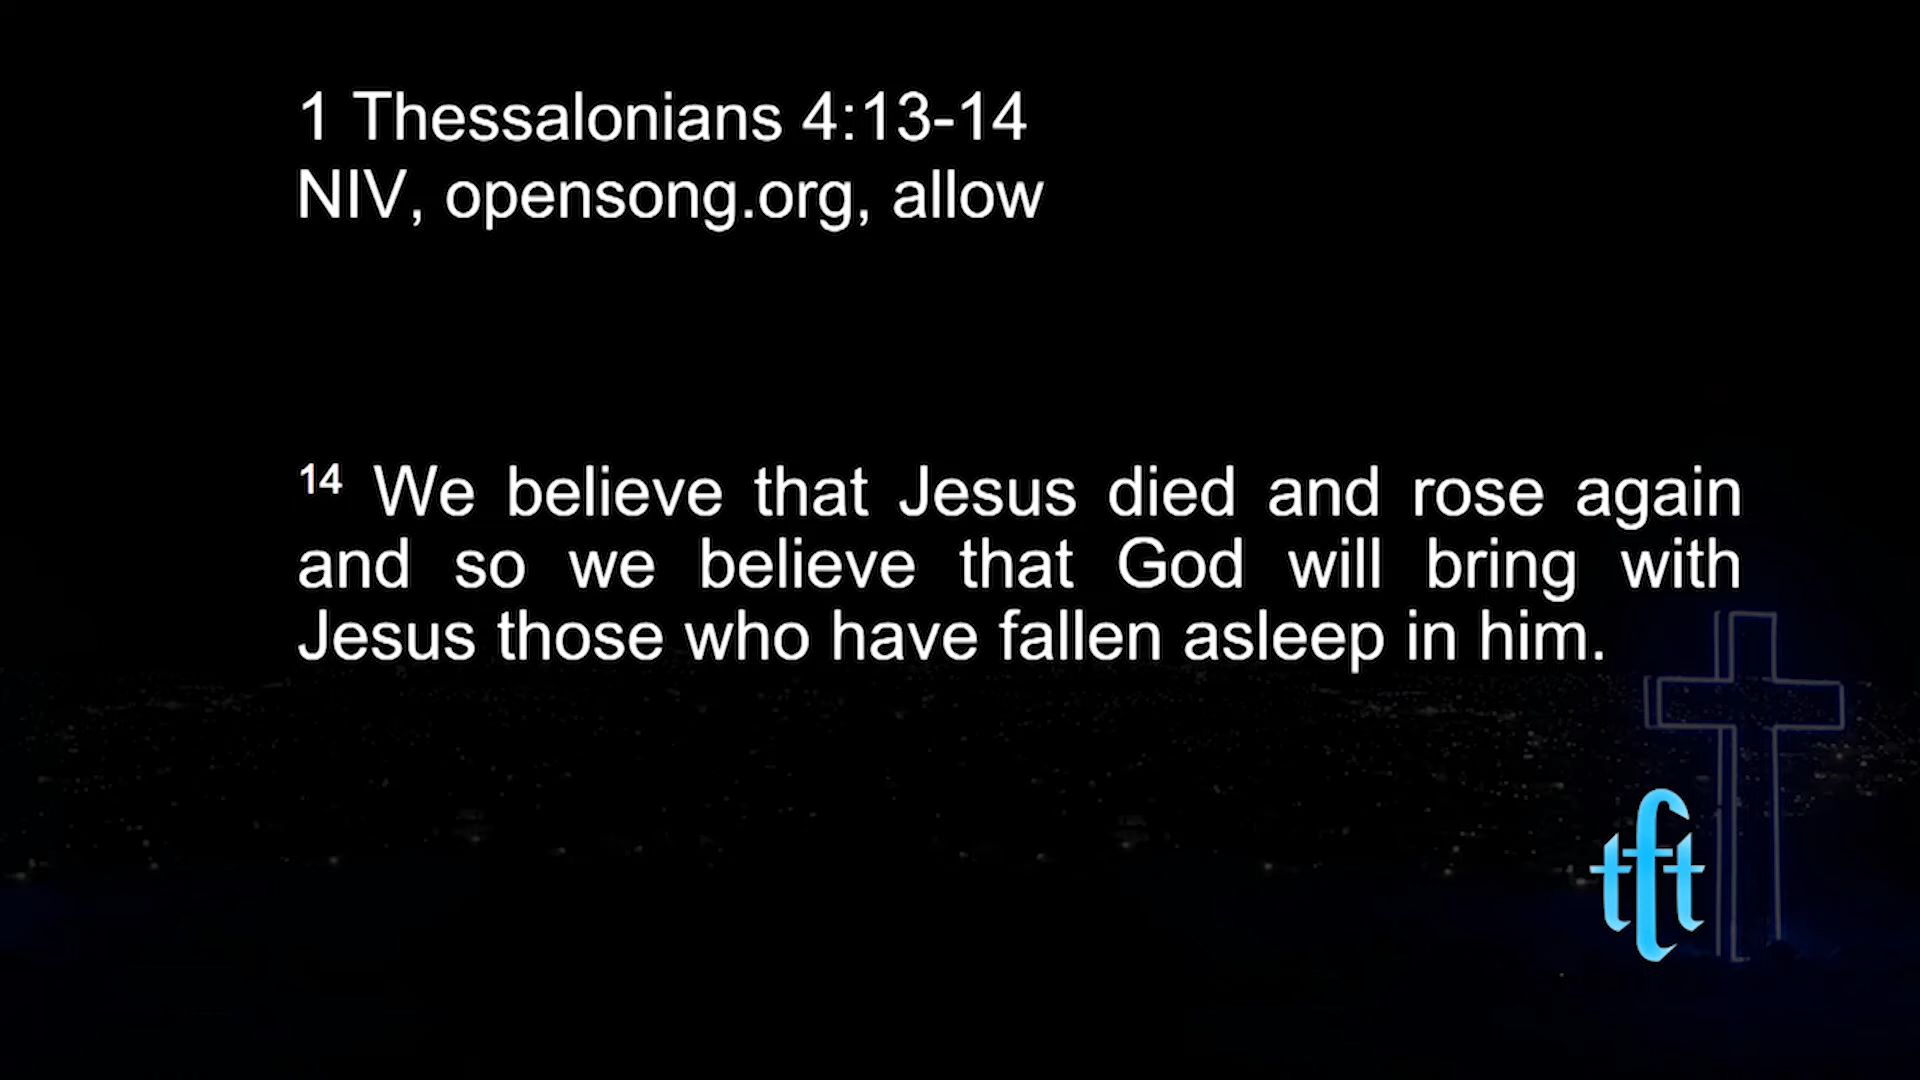 1 Thessalonians 4:13-14
NIV, opensong.org, allow
14 We believe that Jesus died and rose again
and so we believe that God will bring with
Jesus those who have fallen asleep in him.
tft